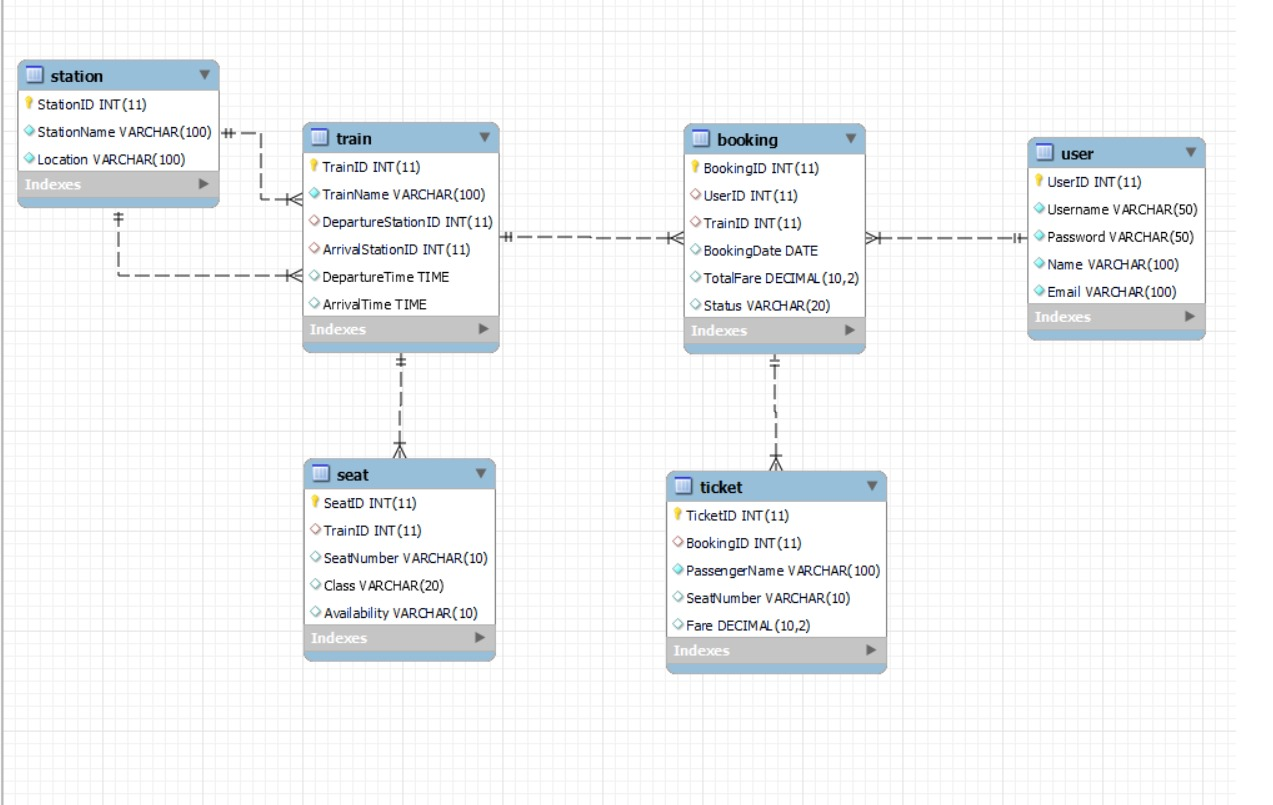 station
StationID INT(11)
StationName VARCHAR(100)
Location VARCHAR(100)
Indexes
train
TrainID INT(11)
TrainName VARCHAR(100)
DepartureStationID INT(11)
ArrivalStationID INT(11)
DepartureTime TIME
ArrivalTime TIME
Indexes
booking
BookingID INT(11)
UserID INT(11)
TrainID INT(11)
BookingDate DATE
TotalFare DECIMAL(10,2)
Status VARCHAR(20)
Indexes
user
UserID INT(11)
Username VARCHAR(50)
Password VARCHAR(50)
Name VARCHAR(100)
Email VARCHAR(100)
Indexes
seat
SeatID INT(11)
TrainID INT(11)
SeatNumber VARCHAR(10)
Class VARCHAR(20)
Availability VARCHAR(10)
Indexes
ticket
TicketID INT(11)
BookingID INT(11)
PassengerName VARCHAR(100)
SeatNumber VARCHAR(10)
Fare DECIMAL(10,2)
Indexes